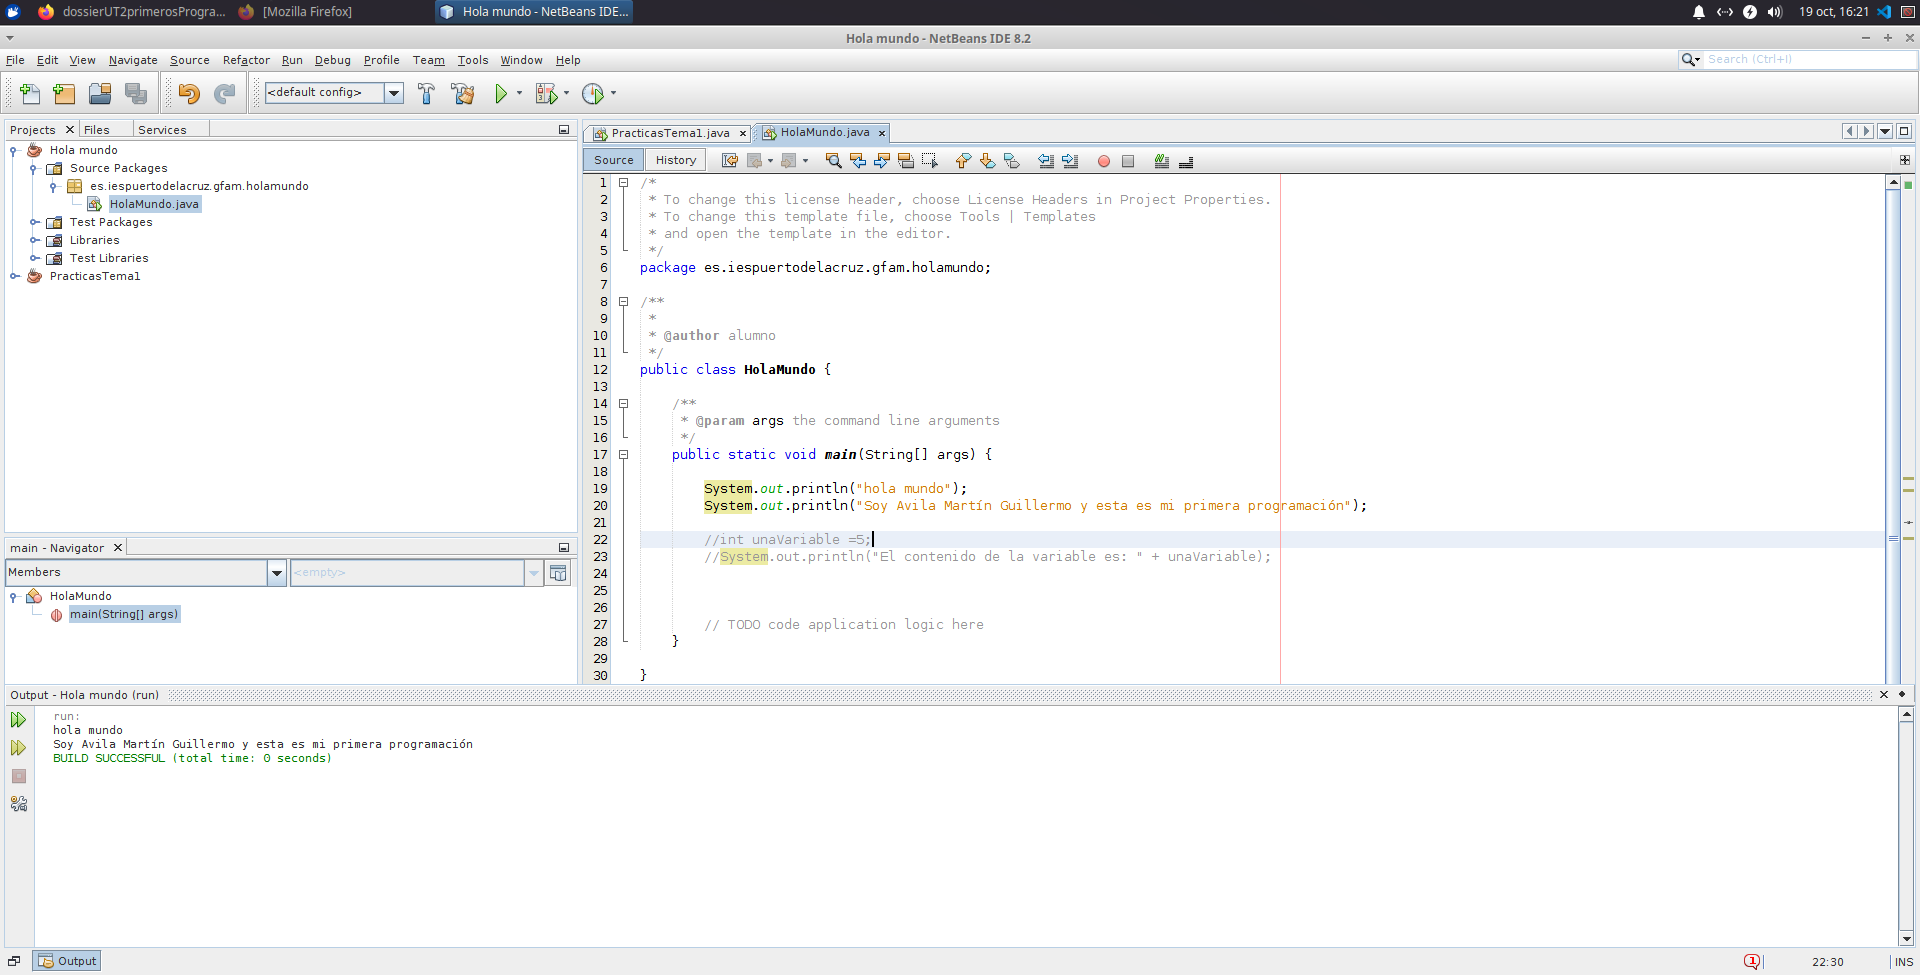 dossierUT2primerosProgra...
[Mozilla Firefox]
Hola mundo - NetBeans IDE...
19 oct, 16:21
Hola mundo - NetBeans IDE 8.2
File Edit View Navigate Source Refactor Run Debug Profile Team Tools Window Help
Search (Ctrl+I)
<default config>
Projects Files Services
Hola mundo
Source Packages
es.iespuertodelacruz.gfam.holamundo
HolaMundo.java
Test Packages
Libraries
Test Libraries
PracticasTema1
main - Navigator
Members
<empty>
HolaMundo
main(String[] args)
PracticasTema1.java HolaMundo.java
Source History
1 /*
2 * To change this license header, choose License Headers in Project Properties.
3 * To change this template file, choose Tools | Templates
4 * and open the template in the editor.
5 */
6 package es.iespuertodelacruz.gfam.holamundo;
7
8 /**
9 *
10 * @author alumno
11 */
12 public class HolaMundo {
13
14 /**
15 * @param args the command line arguments
16 */
17 public static void main(String[] args) {
18
19 System.out.println("hola mundo");
20 System.out.println("Soy Avila Martín Guillermo y esta es mi primera programación");
21
22 //int unaVariable =5;
23 //System.out.println("El contenido de la variable es: " + unaVariable);
24
25
26
27 // TODO code application logic here
28 }
29
30 }
Output - Hola mundo (run)
run:
hola mundo
Soy Avila Martín Guillermo y esta es mi primera programación
BUILD SUCCESSFUL (total time: 0 seconds)
Output
1
22:30
INS